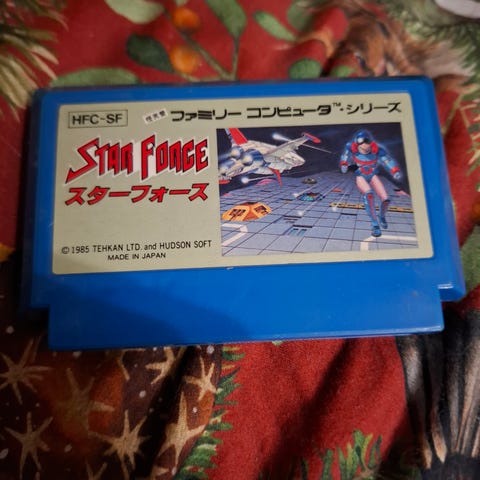 HFC-SF
ファミリー コンピュータ™・シリーズ
STAR FORCE
スターフォース
© 1985 TEHKAN LTD. and HUDSON SOFT
MADE IN JAPAN